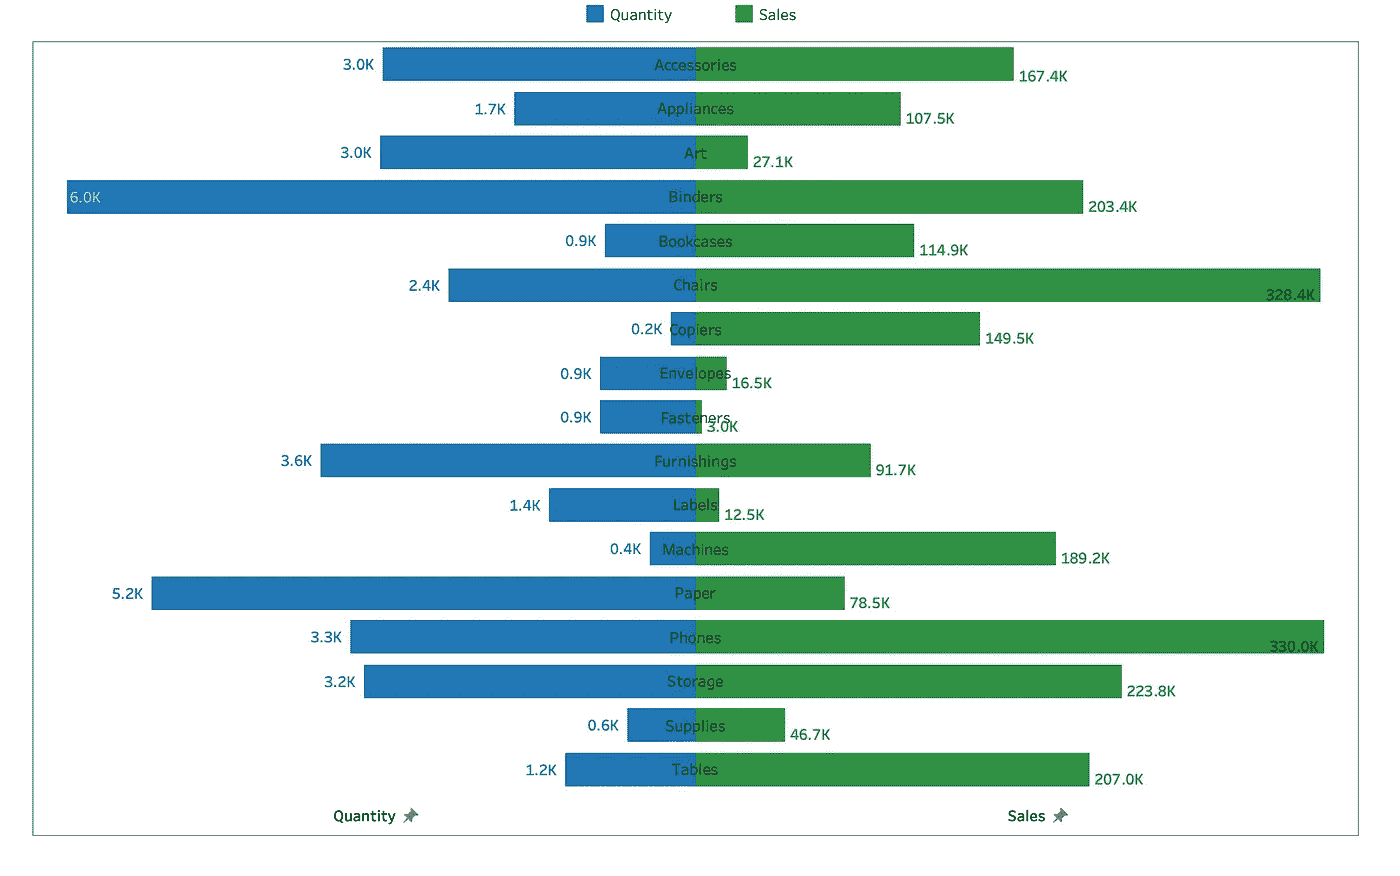 Quantity Sales
3.0K Accessories 167.4K
1.7K Appliances 107.5K
3.0K Art 27.1K
6.0K Binders 203.4K
0.9K Bookcases 114.9K
2.4K Chairs 328.4K
0.2K Copiers 149.5K
0.9K Envelopes 16.5K
0.9K Fasteners 3.0K
3.6K Furnishings 91.7K
1.4K Labels 12.5K
0.4K Machines 189.2K
5.2K Paper 78.5K
3.3K Phones 330.0K
3.2K Storage 223.8K
0.6K Supplies 46.7K
1.2K Tables 207.0K
Quantity Sales